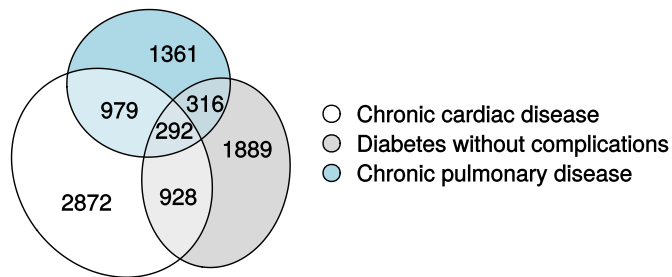 1361
979
316
292
1889
2872
928
Chronic cardiac disease
Diabetes without complications
Chronic pulmonary disease